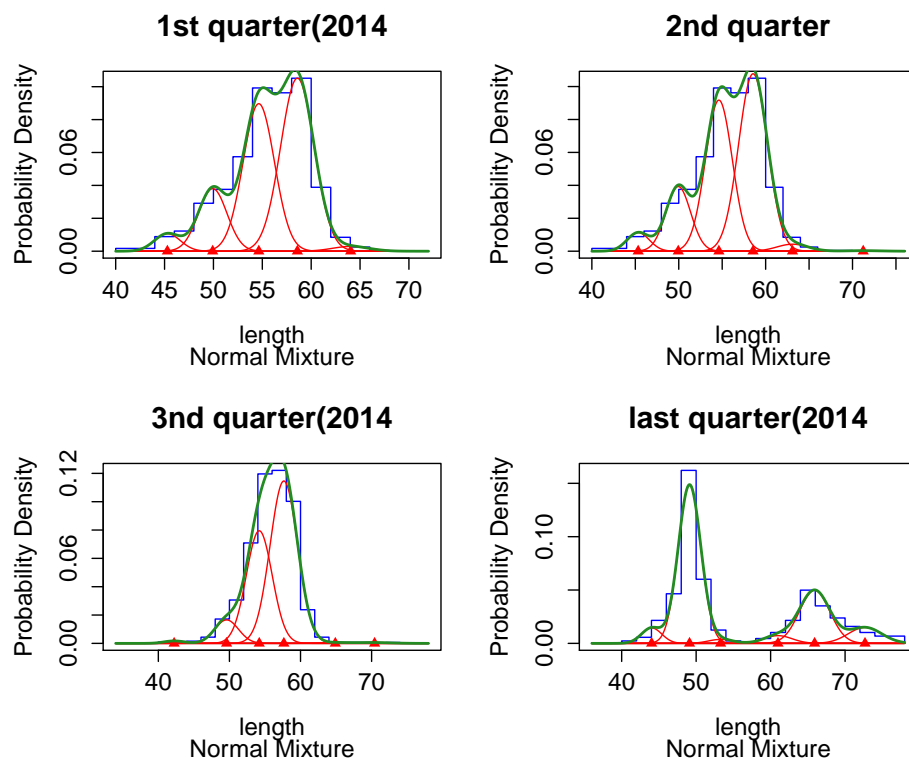 1st quarter(2014
Probability Density
0.00
0.06
40 45 50 55 60 65 70
length
Normal Mixture
2nd quarter
Probability Density
0.00
0.06
40 50 60 70
length
Normal Mixture
3nd quarter(2014
Probability Density
0.00
0.06
0.12
40 50 60 70
length
Normal Mixture
last quarter(2014
Probability Density
0.00
0.10
40 50 60 70
length
Normal Mixture